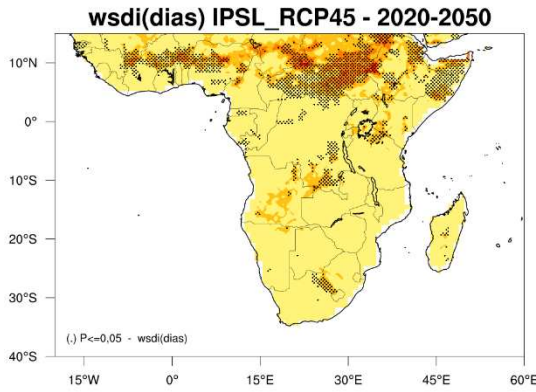 wsdi(dias) IPSL_RCP45 - 2020-2050
10°N
0°
10°S
20°S
30°S
40°S
(.) P<=0,05 - wsdi(dias)
15°W 0° 15°E 30°E 45°E 60°E